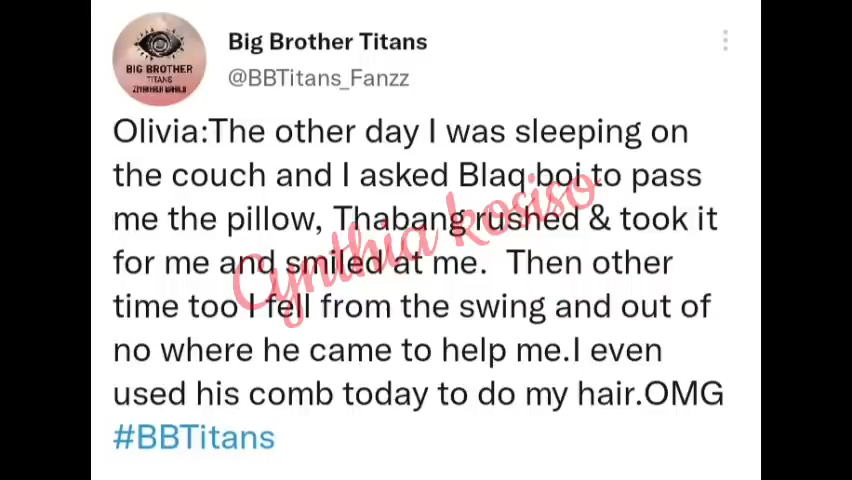 Big Brother Titans
@BBTitans_Fanzz
BIG BROTHER
TITANS
Olivia:The other day I was sleeping on
the couch and I asked Blaq boi to pass
me the pillow, Thabang rushed & took it
for me and smiled at me.  Then other
time too I fell from the swing and out of
no where he came to help me.I even
used his comb today to do my hair.OMG
#BBTitans
Cynthia kosiso